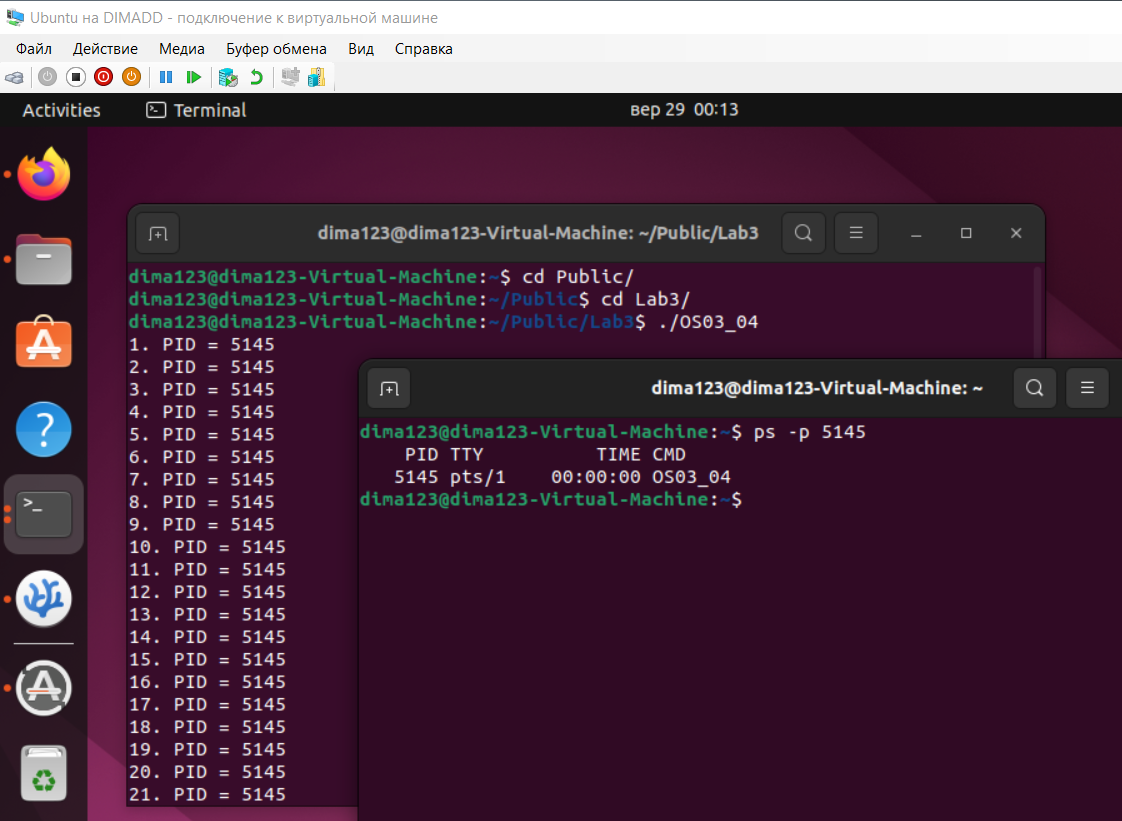 Ubuntu на DIMADD - подключение к виртуальной машине
Файл Действие Медиа Буфер обмена Вид Справка
Activities Terminal вер 29 00:13
dima123@dima123-Virtual-Machine: ~/Public/Lab3
dima123@dima123-Virtual-Machine:~$ cd Public/
dima123@dima123-Virtual-Machine:~/Public$ cd Lab3/
dima123@dima123-Virtual-Machine:~/Public/Lab3$ ./OS03_04
1. PID = 5145
2. PID = 5145
3. PID = 5145
4. PID = 5145
5. PID = 5145
6. PID = 5145
7. PID = 5145
8. PID = 5145
9. PID = 5145
10. PID = 5145
11. PID = 5145
12. PID = 5145
13. PID = 5145
14. PID = 5145
15. PID = 5145
16. PID = 5145
17. PID = 5145
18. PID = 5145
19. PID = 5145
20. PID = 5145
21. PID = 5145
dima123@dima123-Virtual-Machine: ~
dima123@dima123-Virtual-Machine:~$ ps -p 5145
PID TTY TIME CMD
5145 pts/1 00:00:00 OS03_04
dima123@dima123-Virtual-Machine:~$